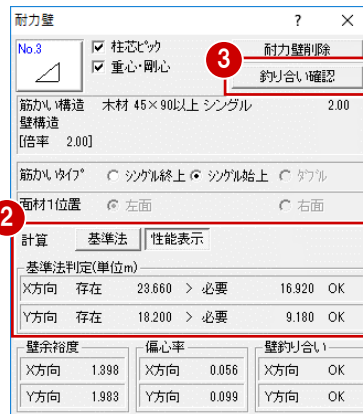 耐力壁 ? ×
No.3
柱芯ピック
重心・剛心
耐力壁削除
3
釣り合い確認
筋かい構造 木材 45×90以上 シングル 2.00
壁構造
[倍率 2.00]
筋かいタイプ シングル終上 シングル始上 ダブル
面材1位置 左面 右面
2
計算 基準法 性能表示
基準法判定(単位m)
X方向 存在 23.660 > 必要 16.920 OK
Y方向 存在 18.200 > 必要 9.180 OK
壁余裕度 偏心率 壁釣り合い
X方向 1.398 X方向 0.056 X方向 OK
Y方向 1.983 Y方向 0.099 Y方向 OK